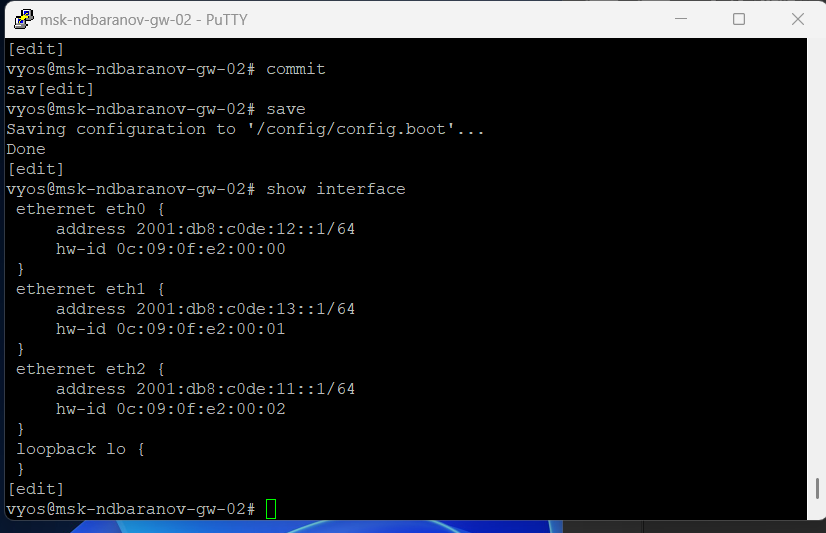 msk-ndbaranov-gw-02 - PuTTY
[edit]
vyos@msk-ndbaranov-gw-02# commit
sav[edit]
vyos@msk-ndbaranov-gw-02# save
Saving configuration to '/config/config.boot'...
Done
[edit]
vyos@msk-ndbaranov-gw-02# show interface
 ethernet eth0 {
     address 2001:db8:c0de:12::1/64
     hw-id 0c:09:0f:e2:00:00
 }
 ethernet eth1 {
     address 2001:db8:c0de:13::1/64
     hw-id 0c:09:0f:e2:00:01
 }
 ethernet eth2 {
     address 2001:db8:c0de:11::1/64
     hw-id 0c:09:0f:e2:00:02
 }
 loopback lo {
 }
[edit]
vyos@msk-ndbaranov-gw-02#